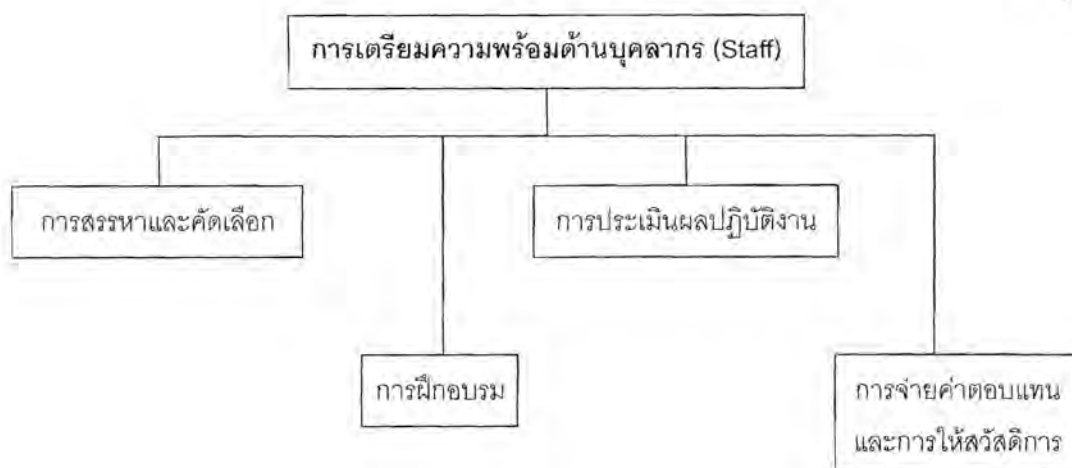 การเตรียมความพร้อมด้านบุคลากร (Staff)
การสรรหาและคัดเลือก
การประเมินผลปฏิบัติงาน
การฝึกอบรม
การจ่ายค่าตอบแทน
และการให้สวัสดิการ